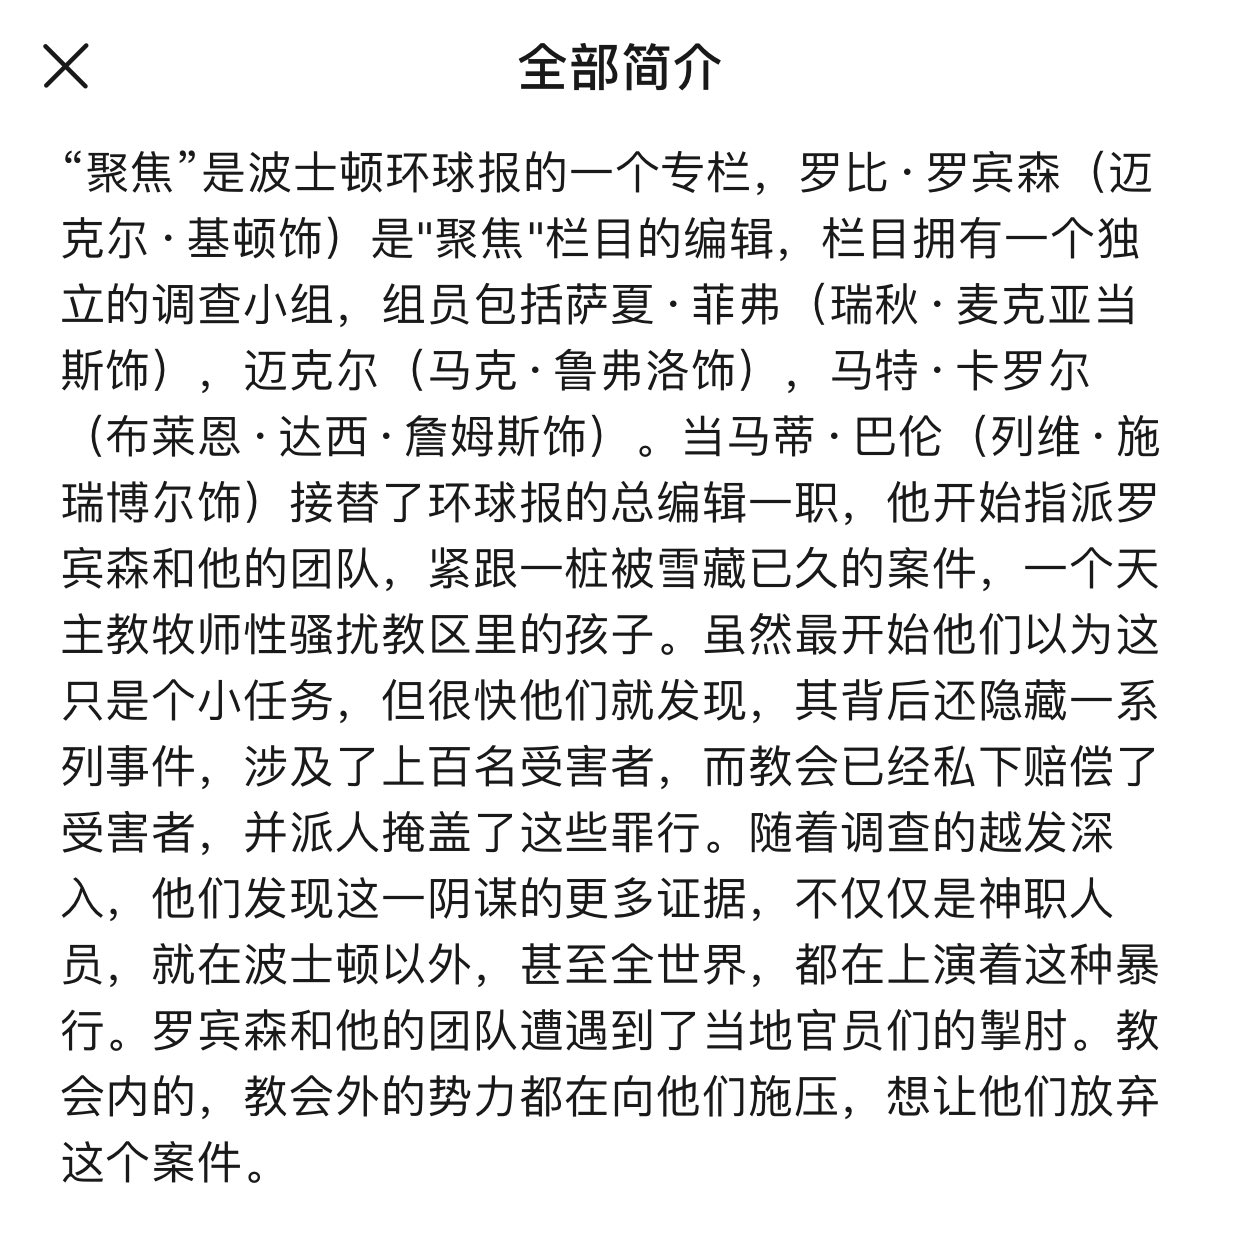 全部简介
“聚焦”是波士顿环球报的一个专栏，罗比·罗宾森（迈
克尔·基顿饰）是"聚焦"栏目的编辑，栏目拥有一个独
立的调查小组，组员包括萨夏·菲弗（瑞秋·麦克亚当
斯饰），迈克尔（马克·鲁弗洛饰），马特·卡罗尔
（布莱恩·达西·詹姆斯饰）。当马蒂·巴伦（列维·施
瑞博尔饰）接替了环球报的总编辑一职，他开始指派罗
宾森和他的团队，紧跟一桩被雪藏已久的案件，一个天
主教牧师性骚扰教区里的孩子。虽然最开始他们以为这
只是个小任务，但很快他们就发现，其背后还隐藏一系
列事件，涉及了上百名受害者，而教会已经私下赔偿了
受害者，并派人掩盖了这些罪行。随着调查的越发深
入，他们发现这一阴谋的更多证据，不仅仅是神职人
员，就在波士顿以外，甚至全世界，都在上演着这种暴
行。罗宾森和他的团队遭遇到了当地官员们的掣肘。教
会内的，教会外的势力都在向他们施压，想让他们放弃
这个案件。